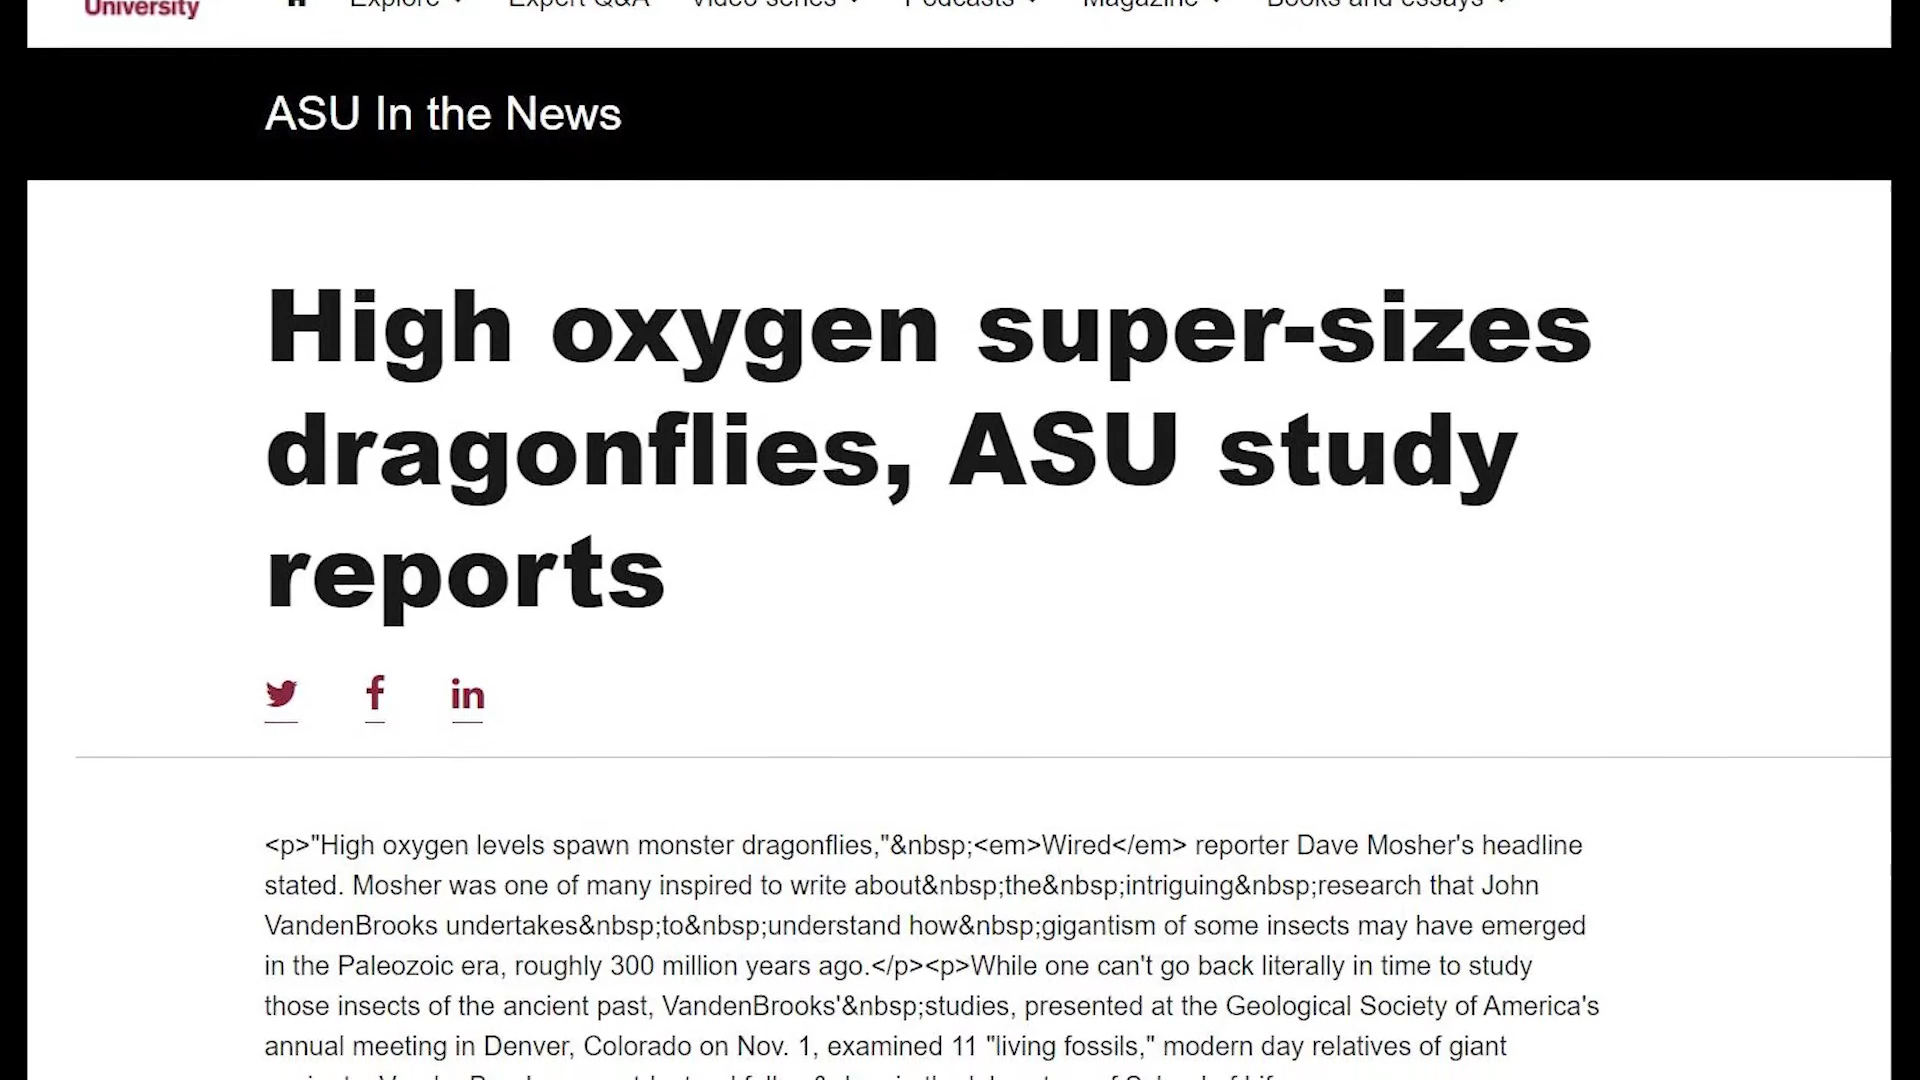 University
Explore Expert Q&A Video series Podcasts Magazine Books and essays
ASU In the News
High oxygen super-sizes
dragonflies, ASU study
reports
<p>"High oxygen levels spawn monster dragonflies,"&nbsp;<em>Wired</em> reporter Dave Mosher's headline
stated. Mosher was one of many inspired to write about&nbsp;the&nbsp;intriguing&nbsp;research that John
VandenBrooks undertakes&nbsp;to&nbsp;understand how&nbsp;gigantism of some insects may have emerged
in the Paleozoic era, roughly 300 million years ago.</p><p>While one can't go back literally in time to study
those insects of the ancient past, VandenBrooks'&nbsp;studies, presented at the Geological Society of America's
annual meeting in Denver, Colorado on Nov. 1, examined 11 "living fossils," modern day relatives of giant